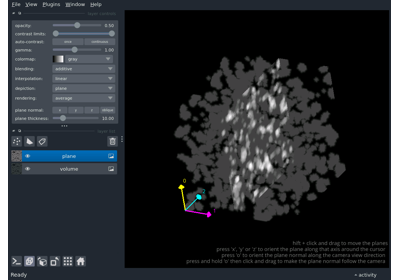 File View Plugins Window Help
opacity: 0.50
contrast limits:
auto-contrast: once continuous
gamma: 1.00
colormap: gray
blending: additive
interpolation: linear
depiction: plane
rendering: average
plane normal: x y z oblique
plane thickness: 10.00
plane
volume
0
2
shift + click and drag to move the planes
press 'x', 'y' or 'z' to orient the plane along that axis around the cursor
press 'o' to orient the plane normal along the camera view direction
press and hold 'o' then click and drag to make the plane normal follow the camera
Ready
activity